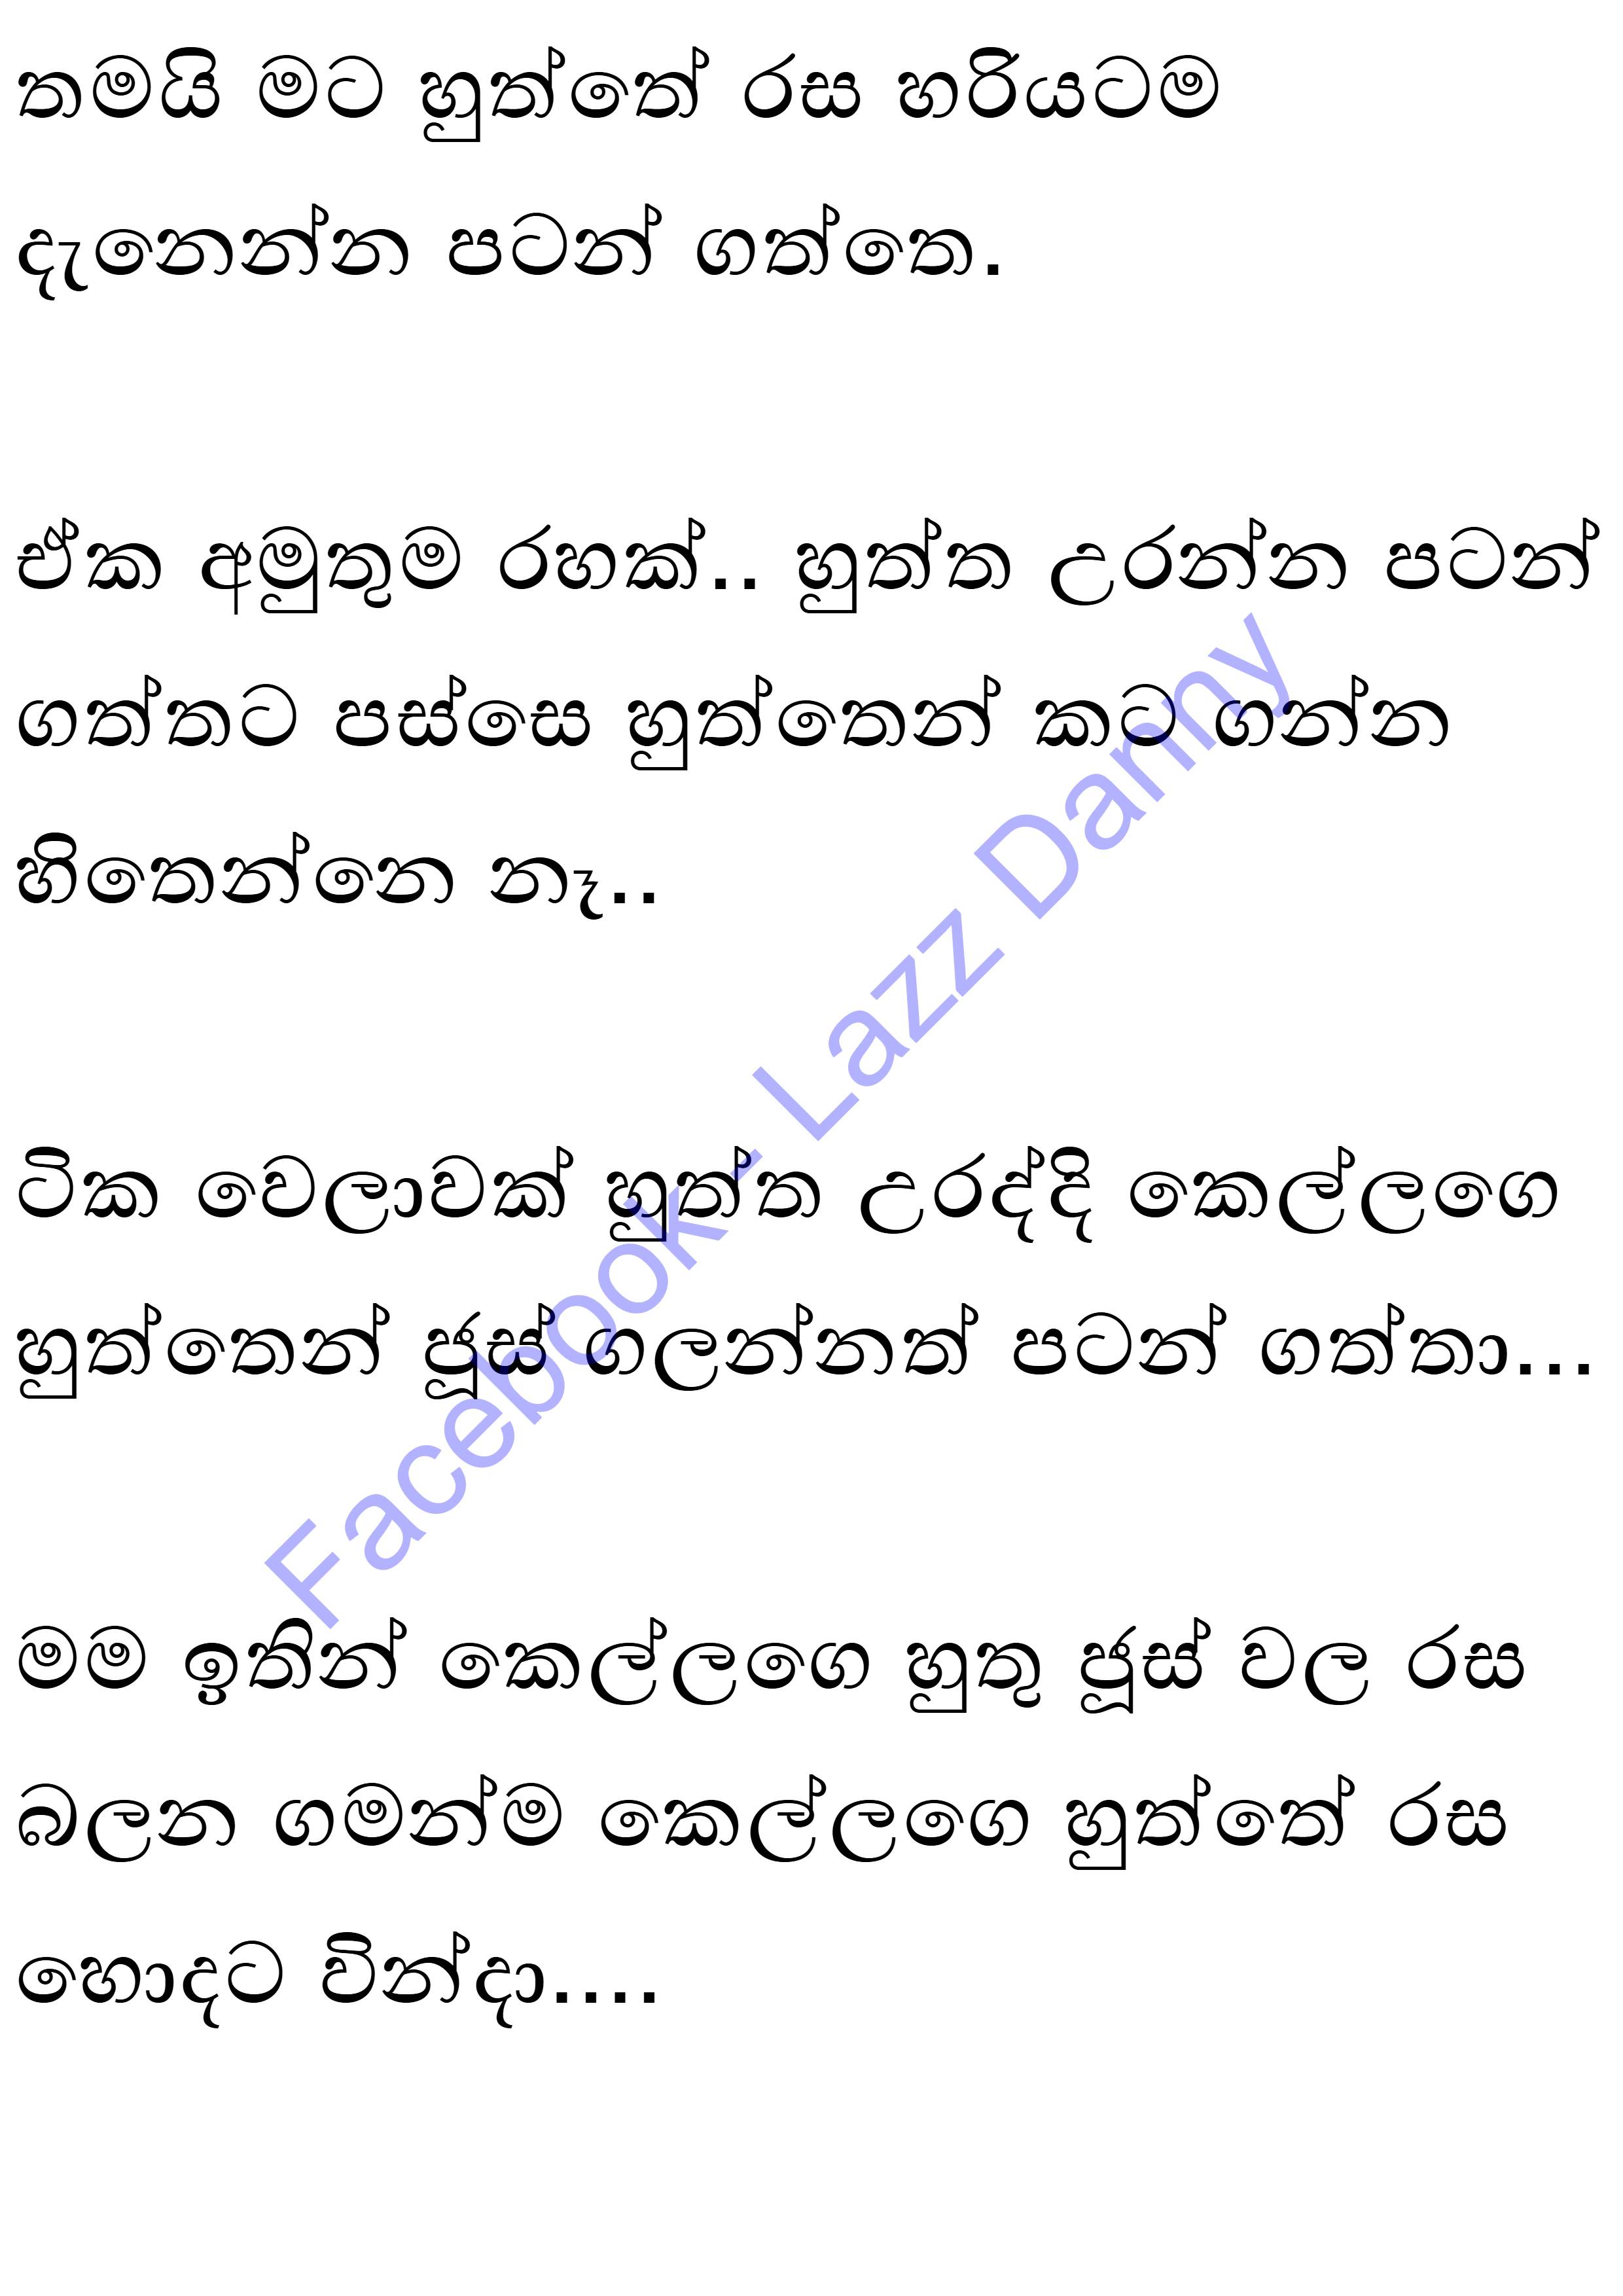 තමයි මට හුත්තේ රස හරියටම
දැනෙන්න පටන් ගත්තෙ.
ඒක අමුතුම රහක්.. හුත්ත උරන්න පටන්
ගත්තට පස්සෙ හුත්තෙන් කට ගන්න
හිතෙන්නෙ නෑ..
ටික වෙලාවක් හුත්ත උරද්දි කෙල්ලගෙ
හුත්තෙන් ජූස් ගලන්නත් පටන් ගත්තා...
මම ඉතින් කෙල්ලගෙ හුතු ජූස් වල රස
බලන ගමන්ම කෙල්ලගෙ හුත්තේ රස
හොදට වින්දා....
Facebook - Lazz Danny